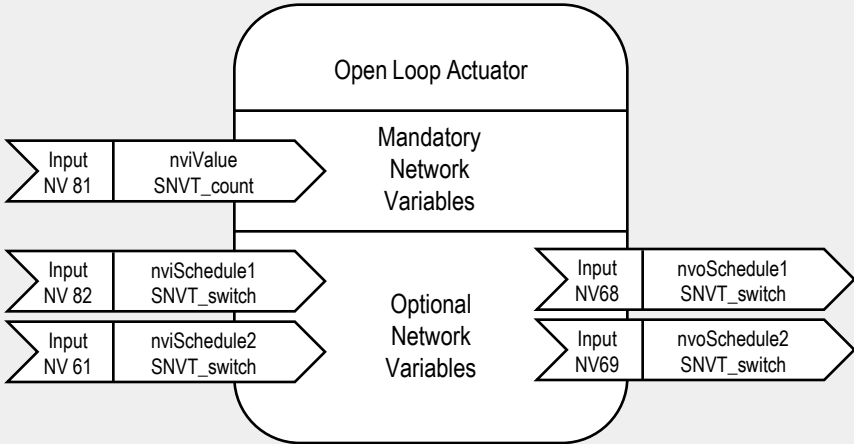 Open Loop Actuator
Mandatory
Network
Variables
Input
NV 81
nviValue
SNVT_count
Input
NV 82
nviSchedule1
SNVT_switch
Input
NV 61
nviSchedule2
SNVT_switch
Optional
Network
Variables
Input
NV68
nvoSchedule1
SNVT_switch
Input
NV69
nvoSchedule2
SNVT_switch